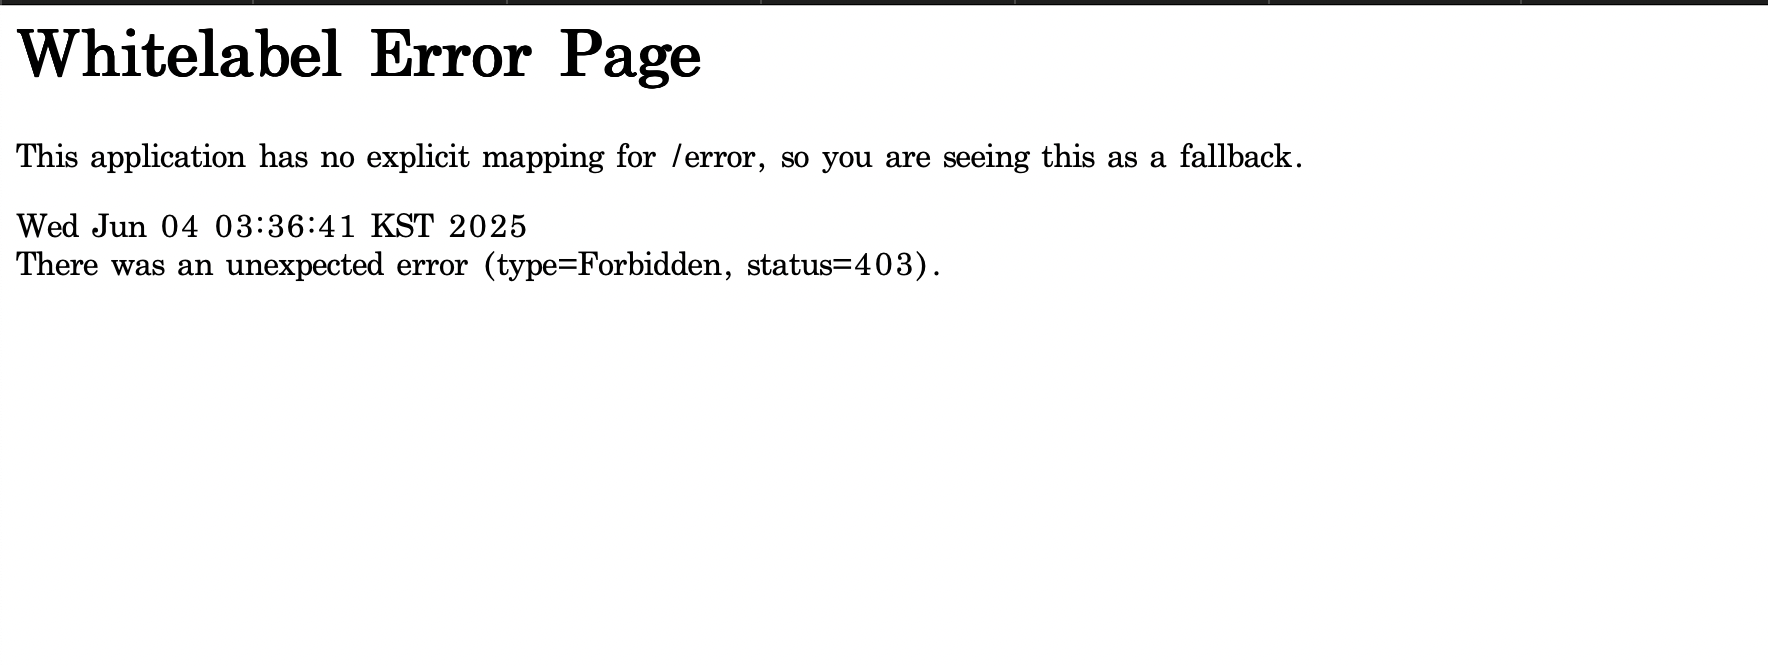 Whitelabel Error Page
This application has no explicit mapping for /error, so you are seeing this as a fallback.
Wed Jun 04 03:36:41 KST 2025
There was an unexpected error (type=Forbidden, status=403).